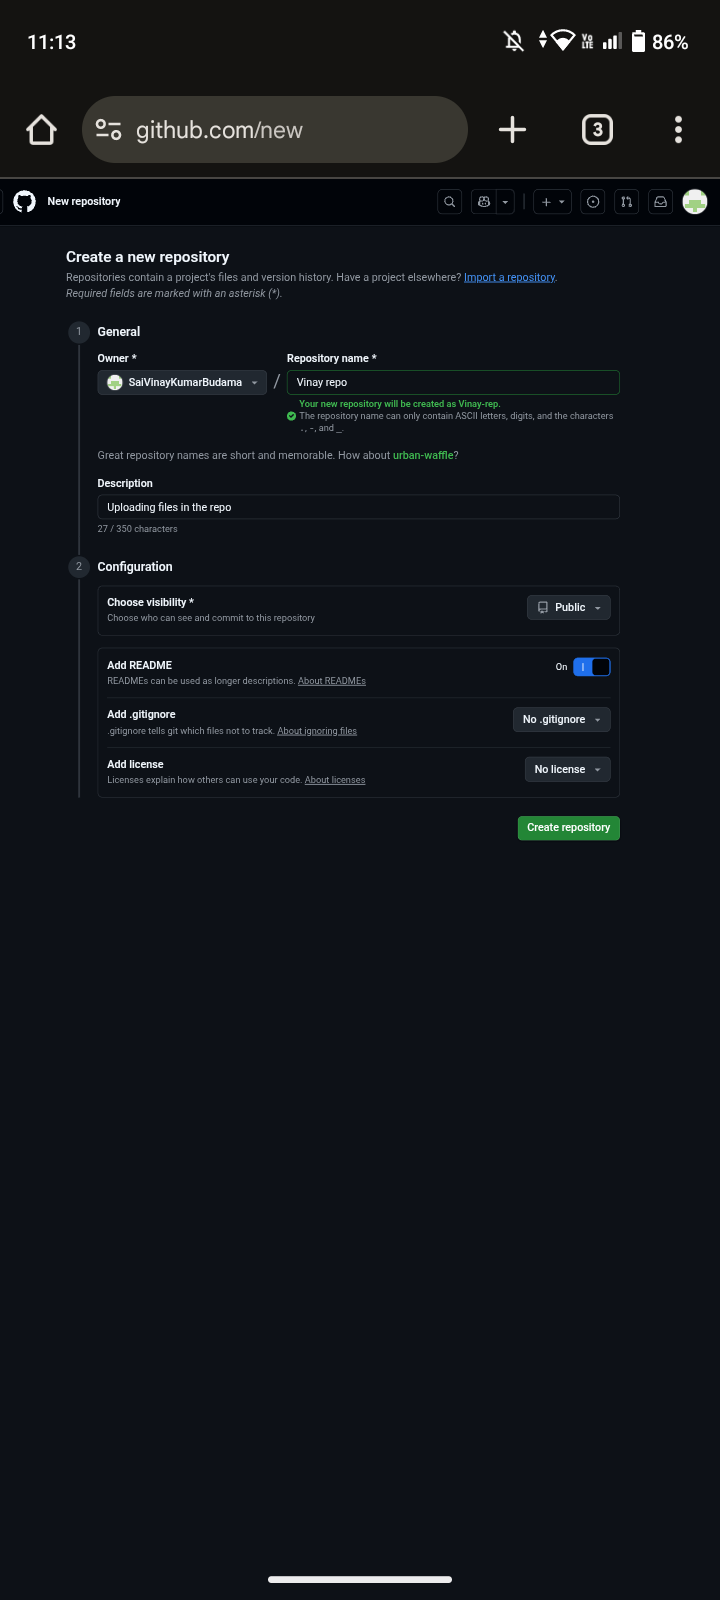 11:13
Vo LTE
86%
github.com/new
3
New repository
Create a new repository
Repositories contain a project's files and version history. Have a project elsewhere? Import a repository.
Required fields are marked with an asterisk (*).
1 General
Owner * Repository name *
SaiVinayKumarBudama / Vinay repo
Your new repository will be created as Vinay-rep.
The repository name can only contain ASCII letters, digits, and the characters
., -, and _.
Great repository names are short and memorable. How about urban-waffle?
Description
Uploading files in the repo
27 / 350 characters
2 Configuration
Choose visibility *
Choose who can see and commit to this repository
Public
Add README
READMEs can be used as longer descriptions. About READMEs
On
Add .gitignore
.gitignore tells git which files not to track. About ignoring files
No .gitignore
Add license
Licenses explain how others can use your code. About licenses
No license
Create repository